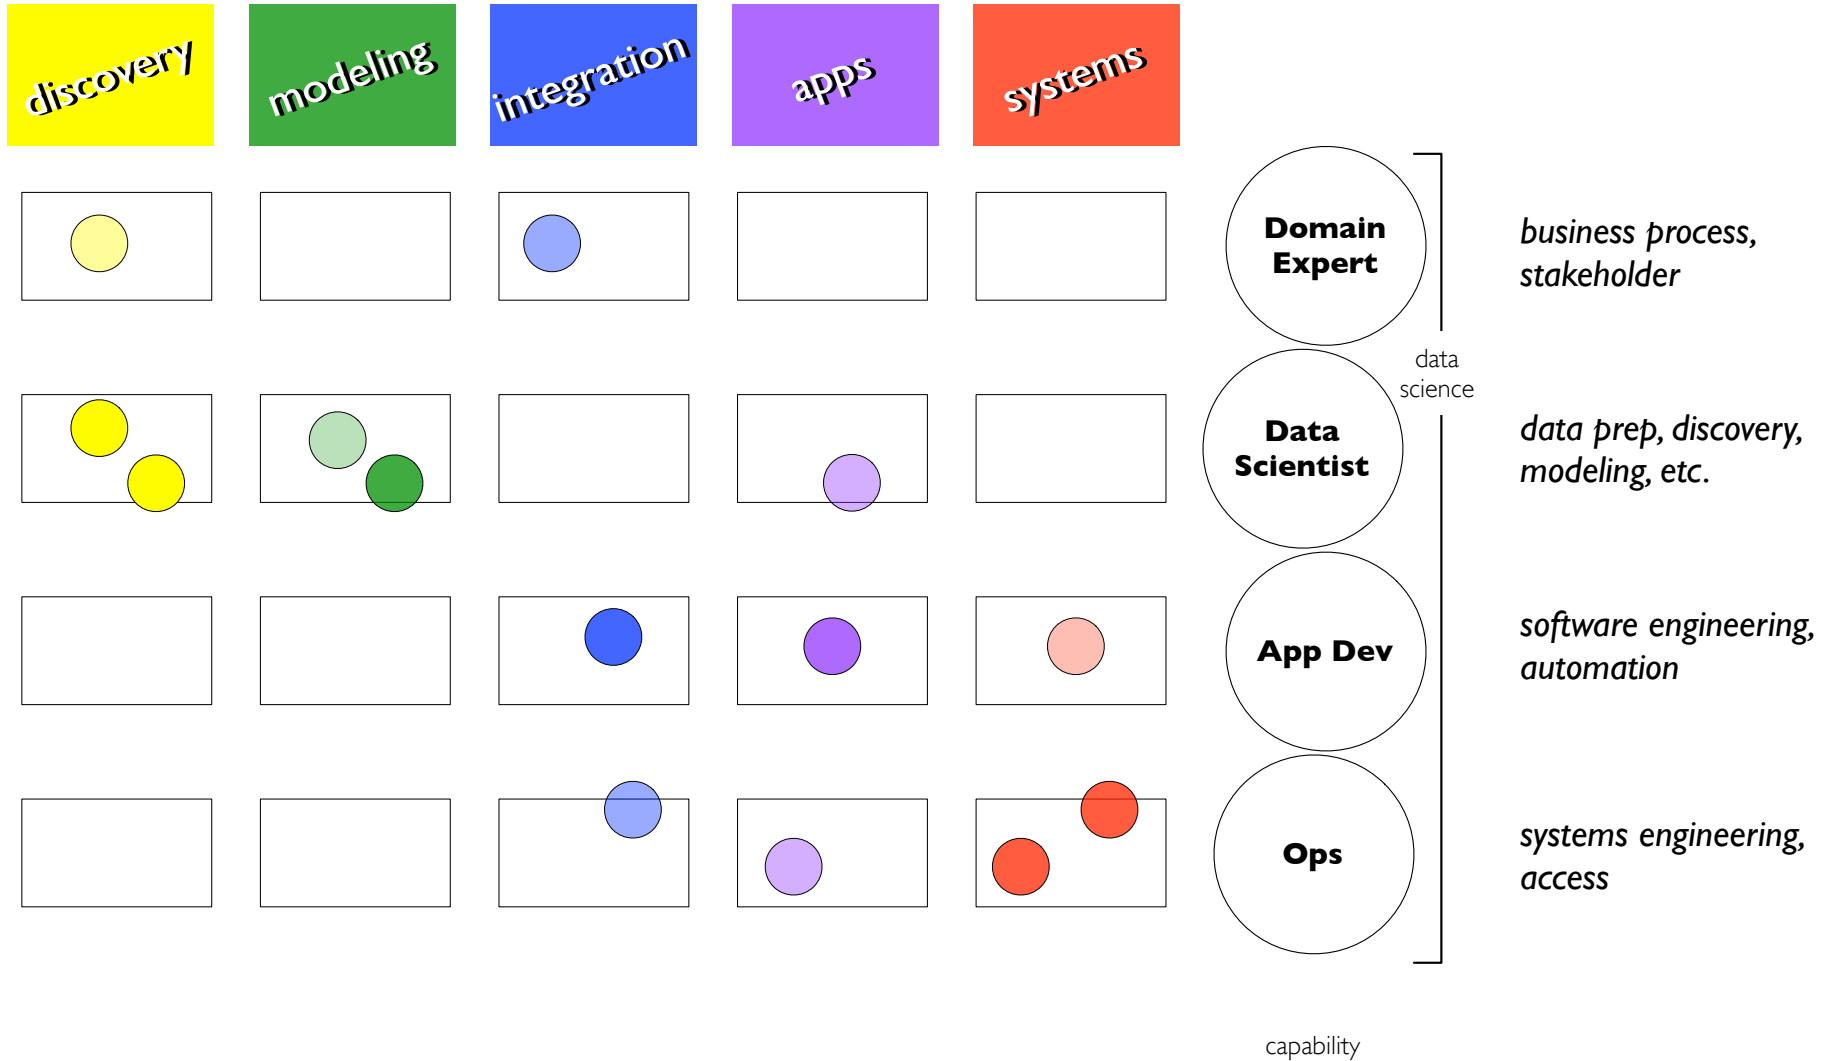 discovery
modeling
integration
apps
systems
Domain
Expert
business process,
stakeholder
data
science
Data
Scientist
data prep, discovery,
modeling, etc.
App Dev
software engineering,
automation
Ops
systems engineering,
access
capability